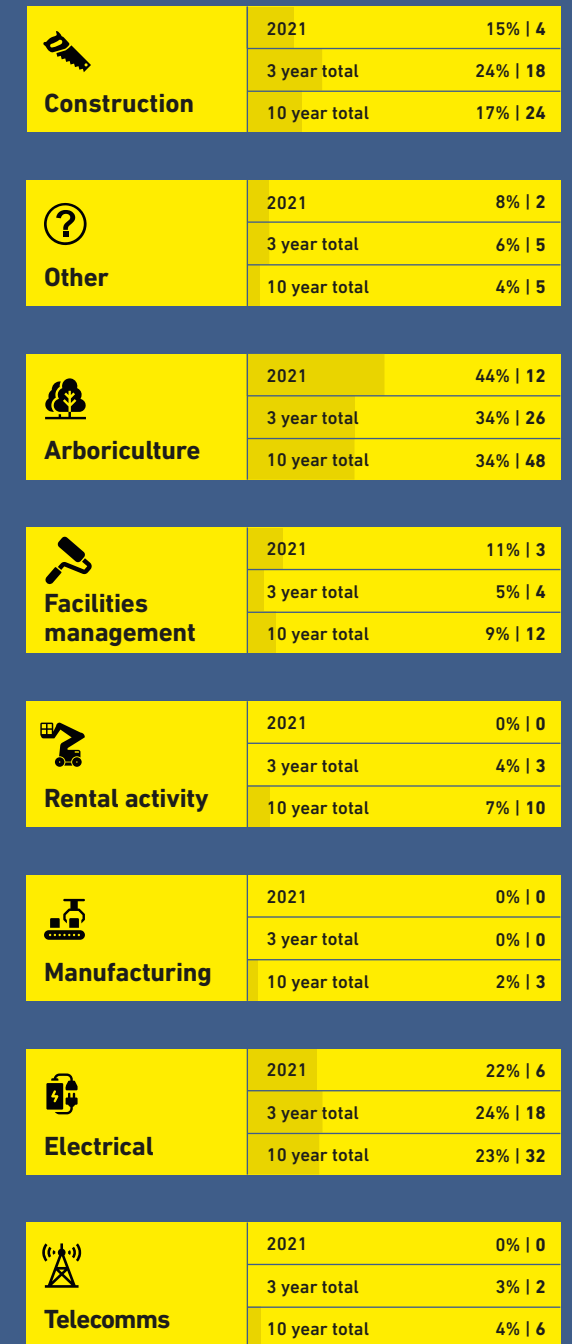 Construction
2021 15% | 4
3 year total 24% | 18
10 year total 17% | 24
Other
2021 8% | 2
3 year total 6% | 5
10 year total 4% | 5
Arboriculture
2021 44% | 12
3 year total 34% | 26
10 year total 34% | 48
Facilities
management
2021 11% | 3
3 year total 5% | 4
10 year total 9% | 12
Rental activity
2021 0% | 0
3 year total 4% | 3
10 year total 7% | 10
Manufacturing
2021 0% | 0
3 year total 0% | 0
10 year total 2% | 3
Electrical
2021 22% | 6
3 year total 24% | 18
10 year total 23% | 32
Telecomms
2021 0% | 0
3 year total 3% | 2
10 year total 4% | 6